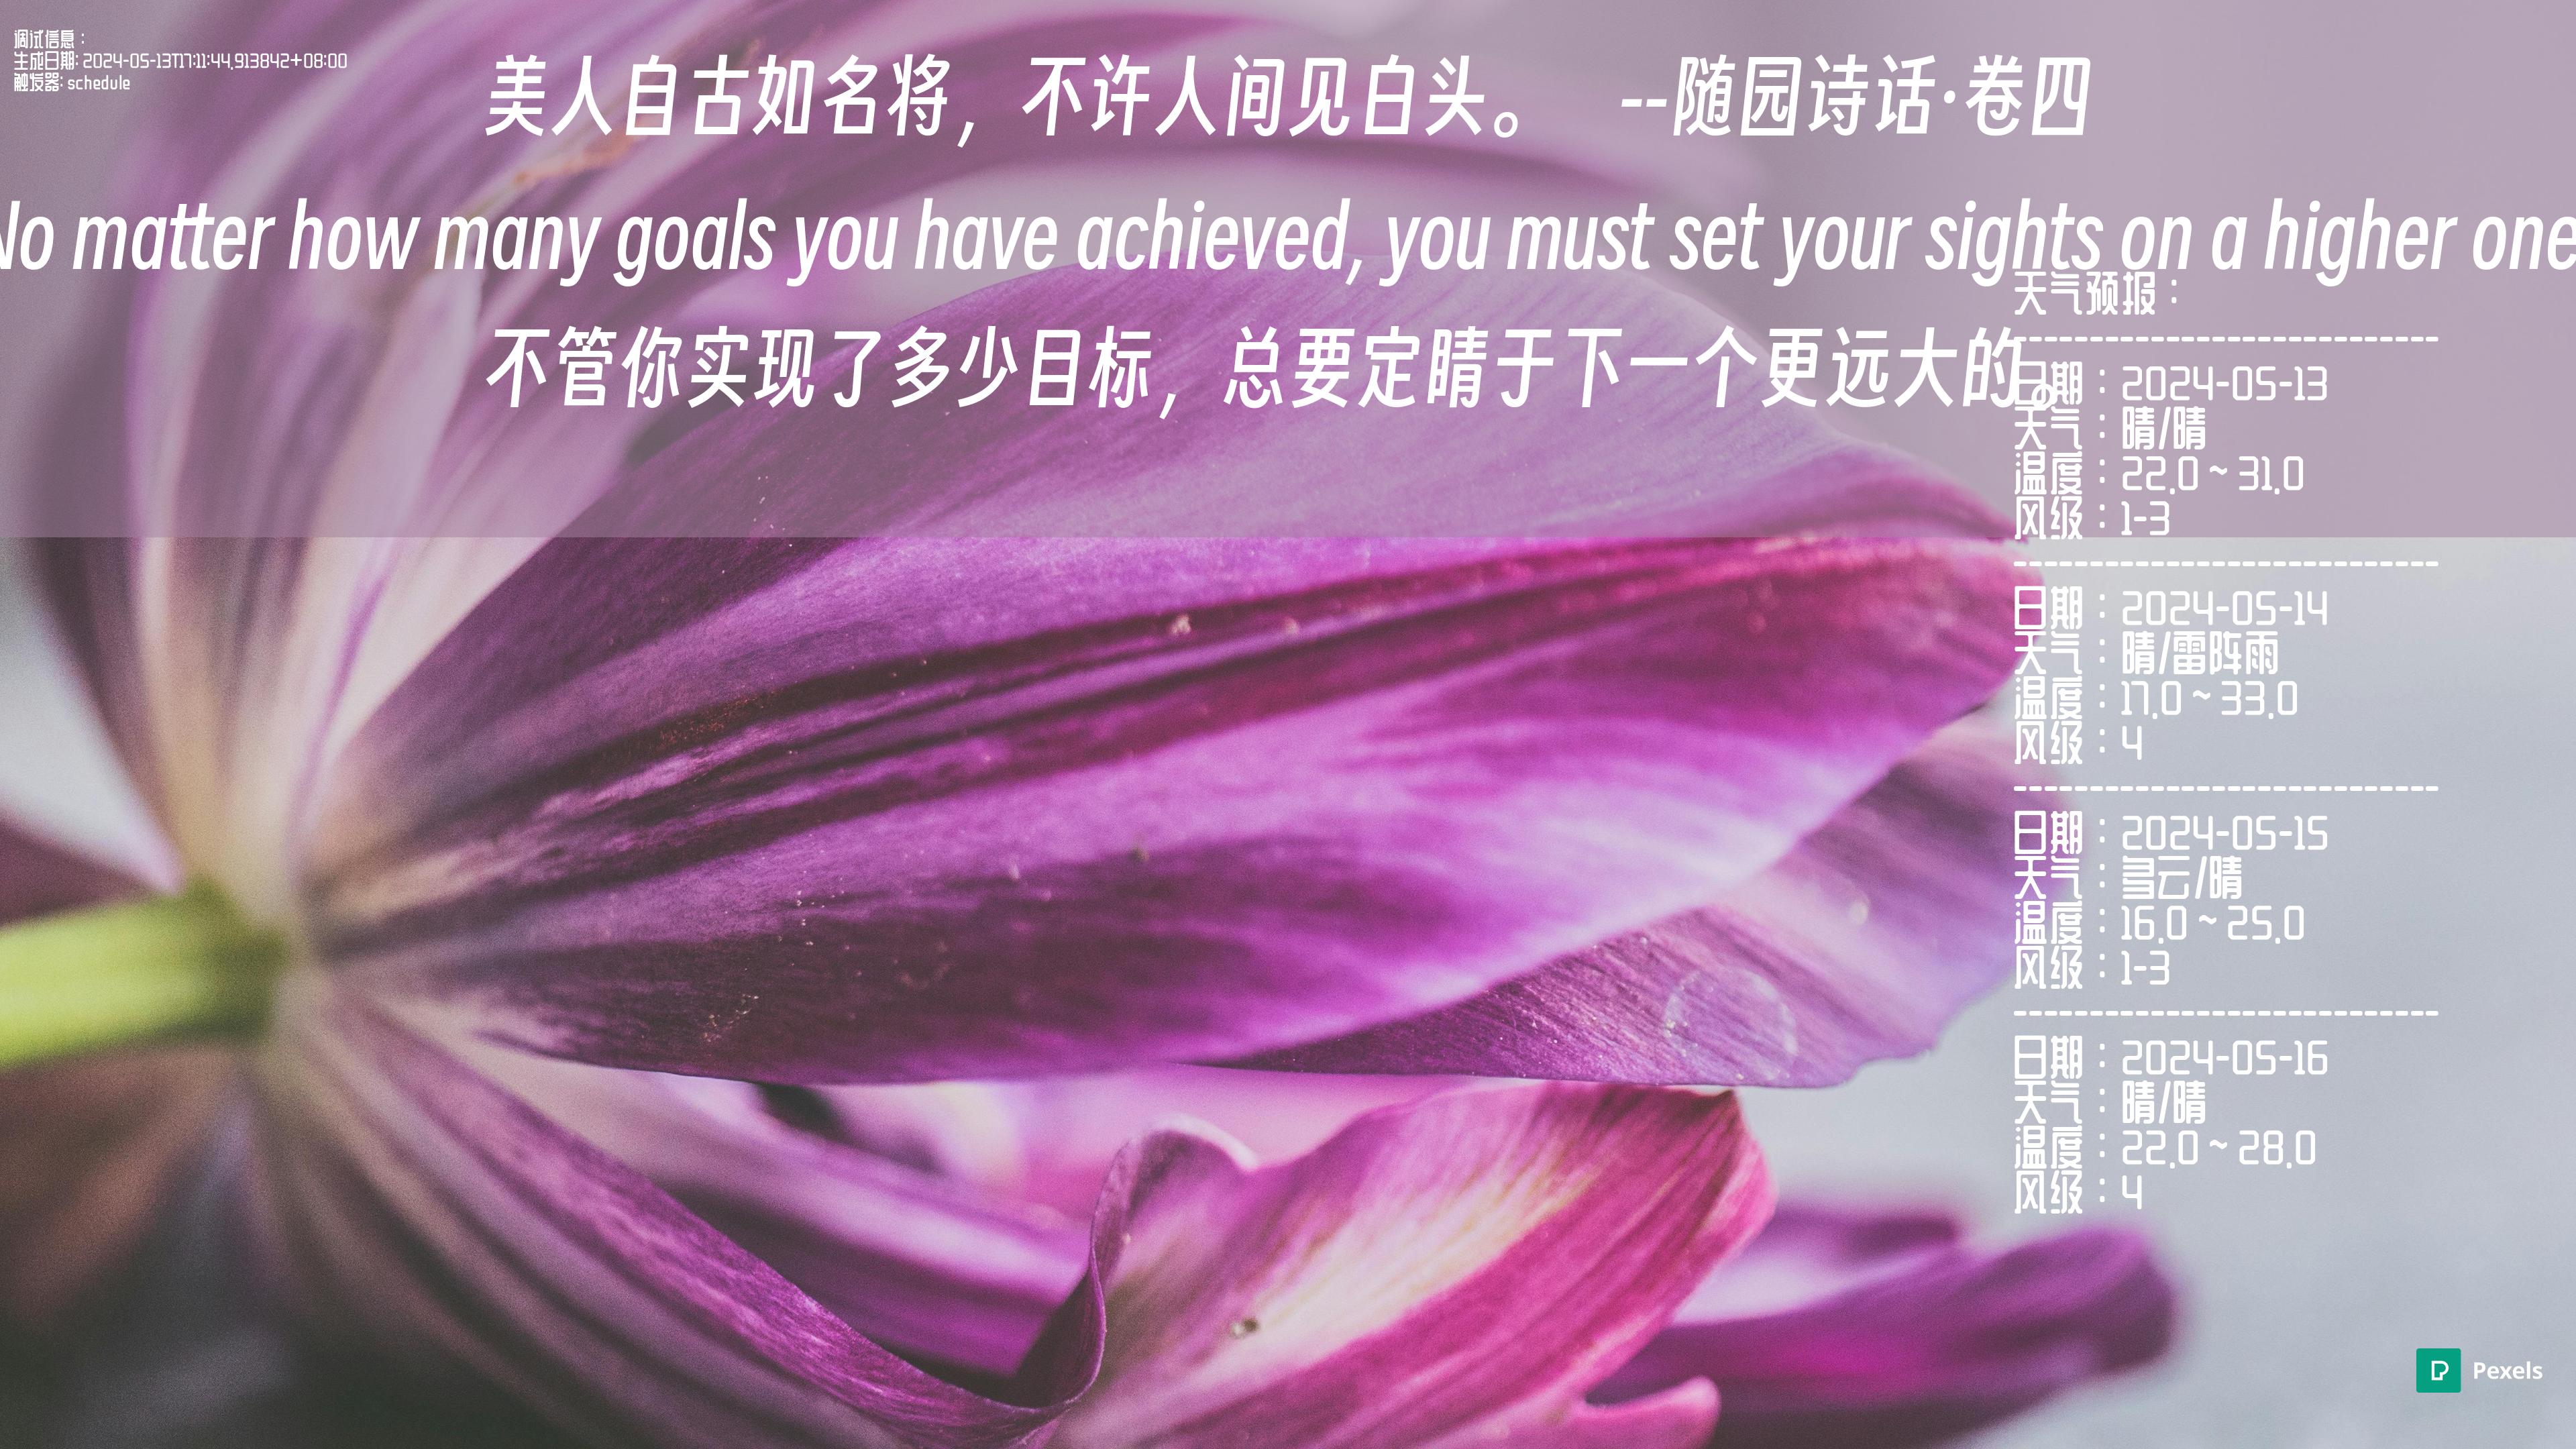 调试信息：
生成日期: 2024-05-13T17:11:44.913842+08:00
触发器: schedule
美人自古如名将，不许人间见白头。 --随园诗话·卷四
No matter how many goals you have achieved, you must set your sights on a higher one
不管你实现了多少目标，总要定睛于下一个更远大的。
天气预报：
------------------------------
日期：2024-05-13
天气：晴/晴
温度：22.0 ~ 31.0
风级：1-3
------------------------------
日期：2024-05-14
天气：晴/雷阵雨
温度：17.0 ~ 33.0
风级：4
------------------------------
日期：2024-05-15
天气：多云/晴
温度：16.0 ~ 25.0
风级：1-3
------------------------------
日期：2024-05-16
天气：晴/晴
温度：22.0 ~ 28.0
风级：4
Pexels